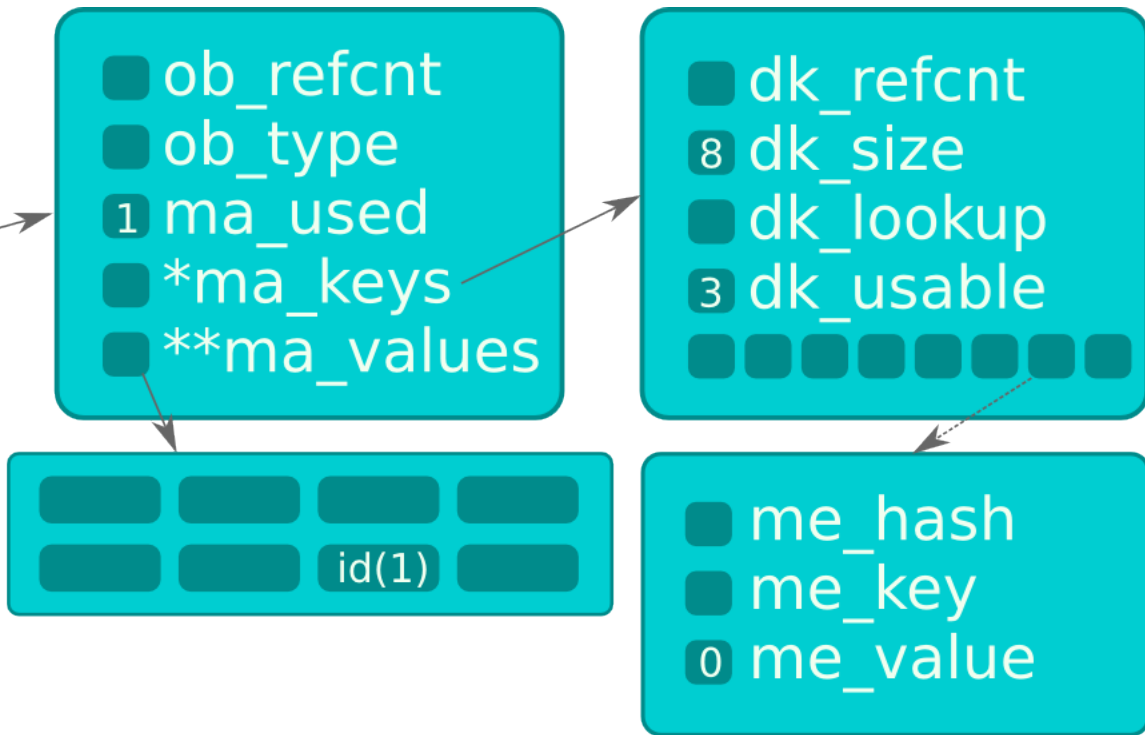 ob_refcnt
ob_type
1 ma_used
*ma_keys
**ma_values
id(1)
dk_refcnt
8 dk_size
dk_lookup
3 dk_usable
me_hash
me_key
0 me_value